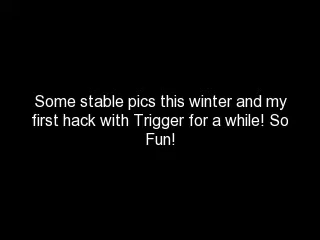 Some stable pics this winter and my
first hack with Trigger for a while! So
Fun!